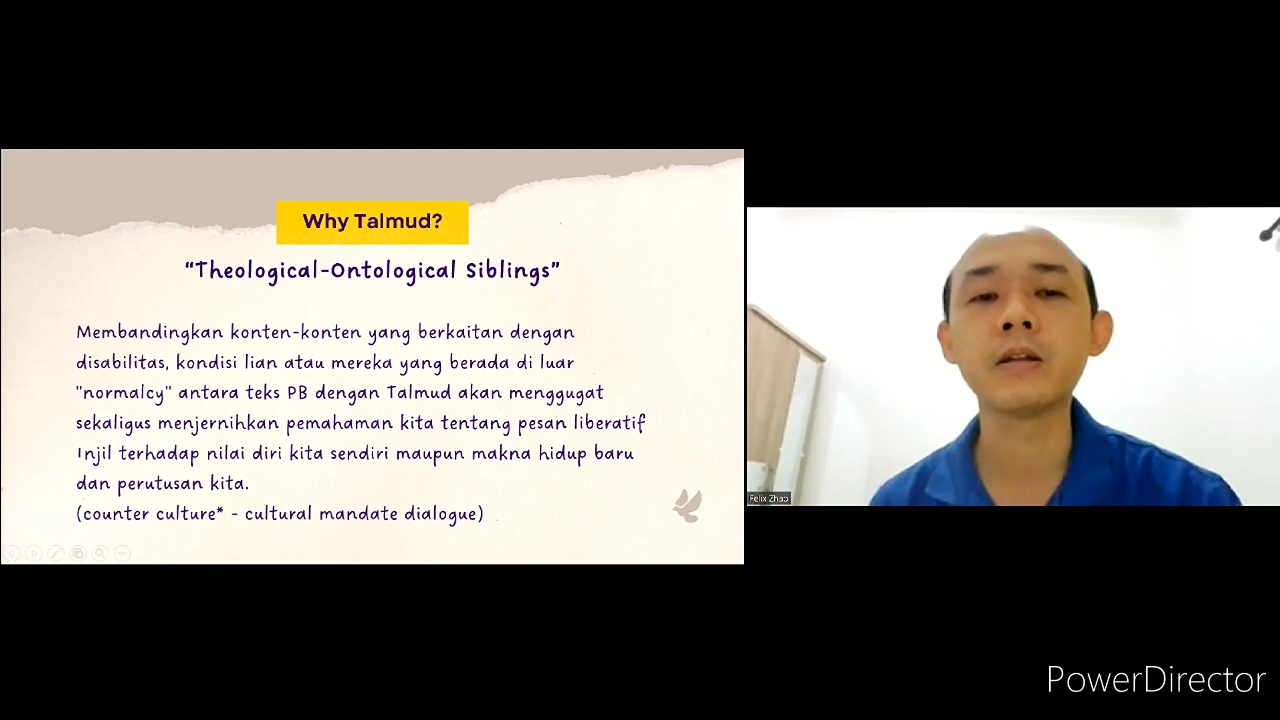 Why Talmud?
“Theological-Ontological Siblings”
Membandingkan konten-konten yang berkaitan dengan
disabilitas, kondisi lian atau mereka yang berada di luar
"normalcy" antara teks PB dengan Talmud akan menggugat
sekaligus menjernihkan pemahaman kita tentang pesan liberatif
Injil terhadap nilai diri kita sendiri maupun makna hidup baru
dan perutusan kita.
(counter culture* - cultural mandate dialogue)
Felix Zhao
PowerDirector